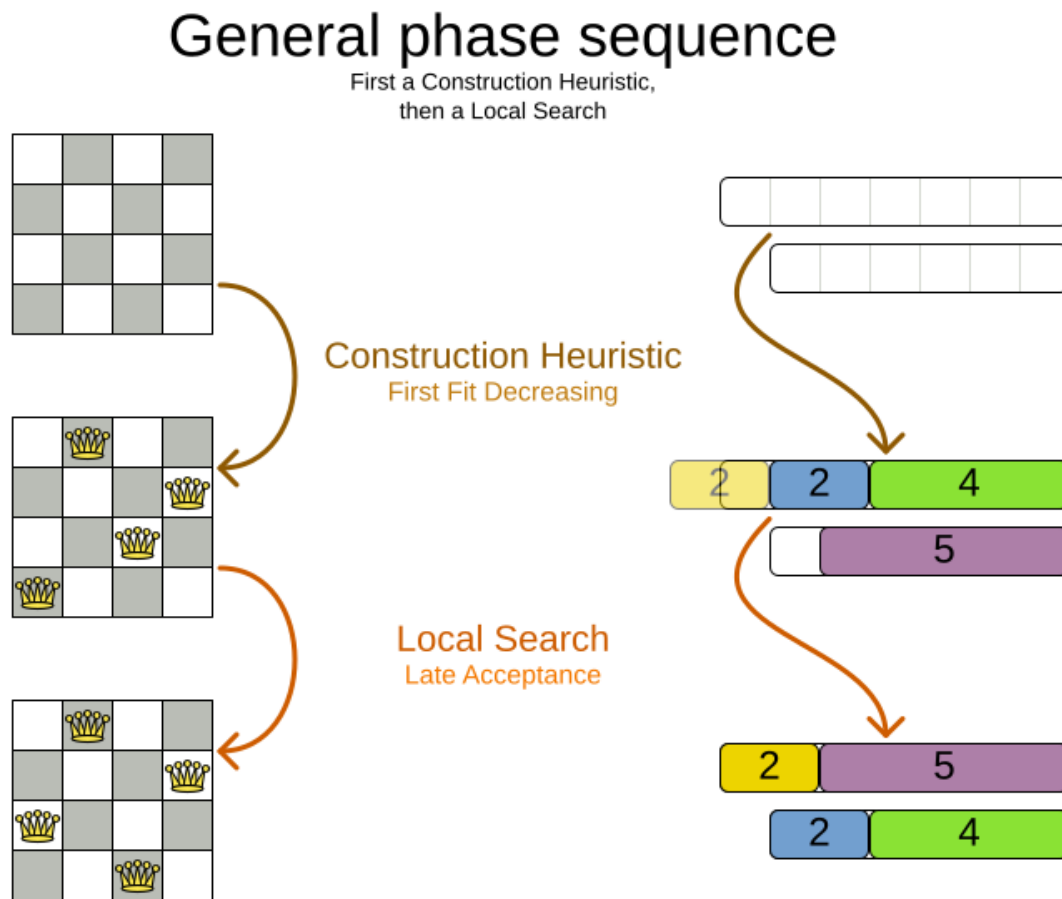 General phase sequence
First a Construction Heuristic,
then a Local Search
Construction Heuristic
First Fit Decreasing
2 2 4
5
Local Search
Late Acceptance
2 5
2 4